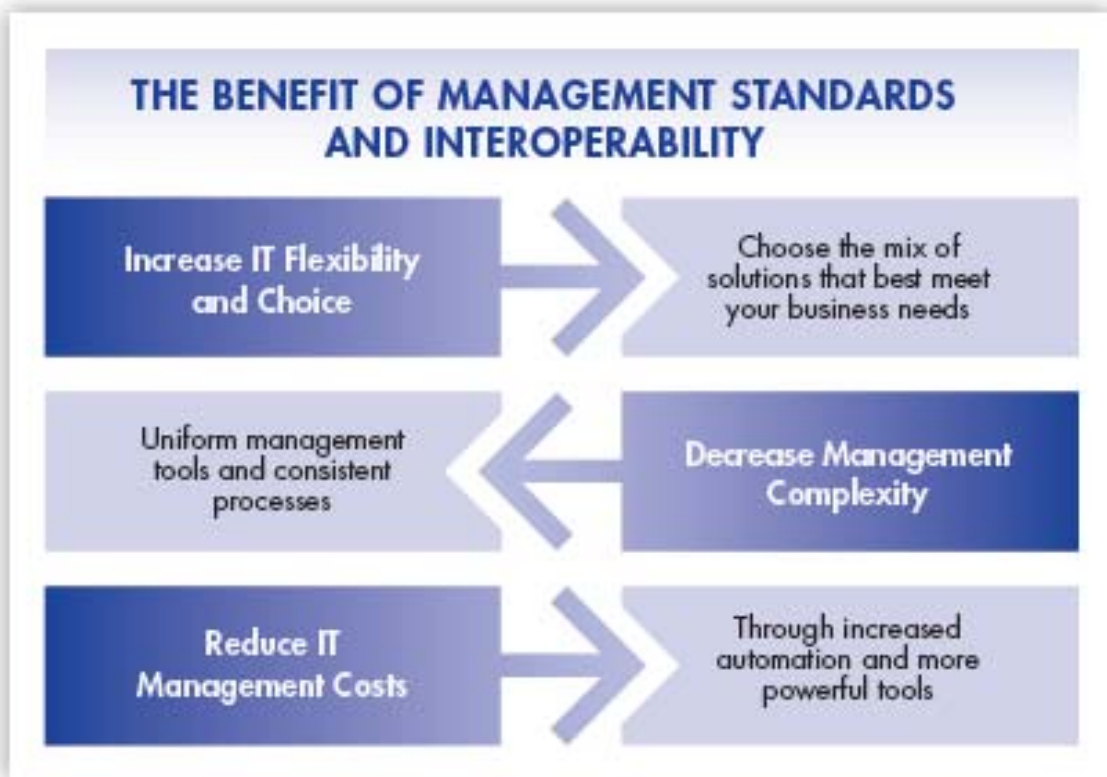 THE BENEFIT OF MANAGEMENT STANDARDS
AND INTEROPERABILITY
Increase IT Flexibility
and Choice
Choose the mix of
solutions that best meet
your business needs
Uniform management
tools and consistent
processes
Decrease Management
Complexity
Reduce IT
Management Costs
Through increased
automation and more
powerful tools